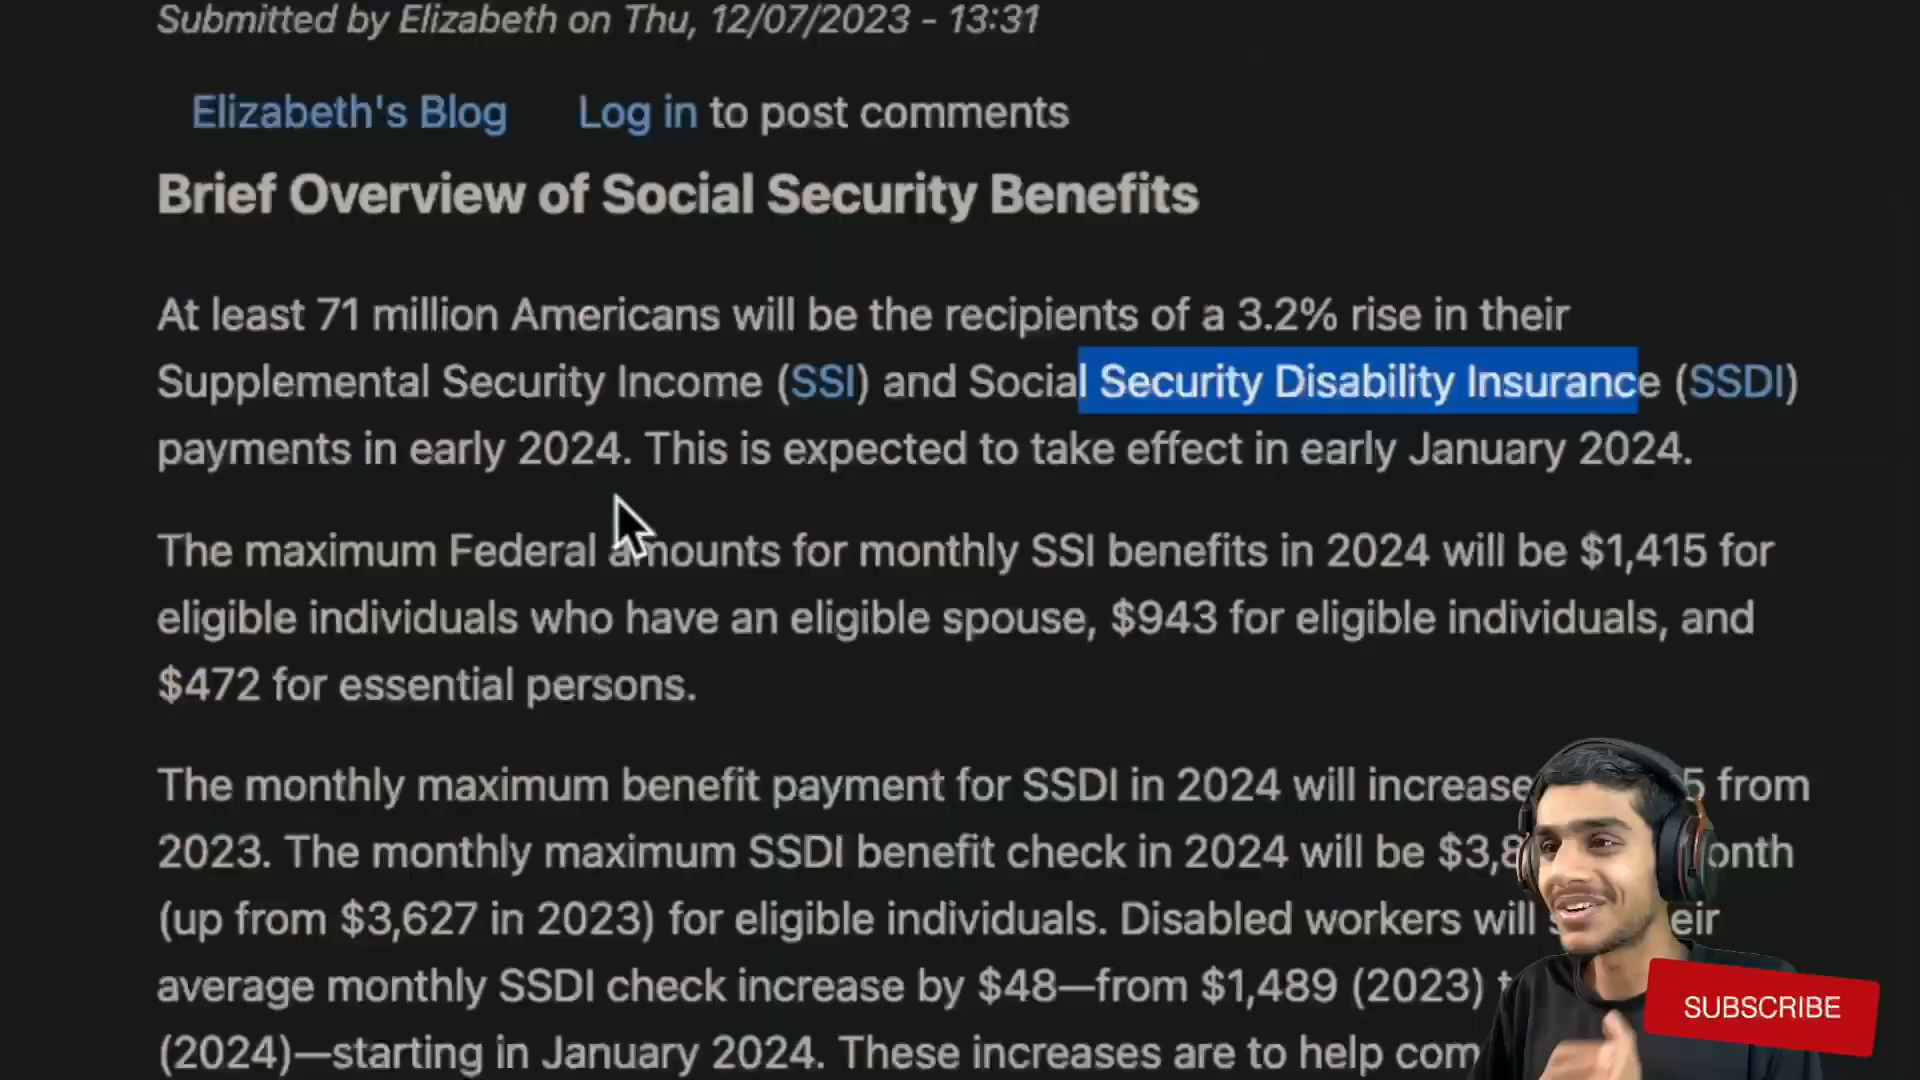 Submitted by Elizabeth on Thu, 12/07/2023 - 13:31
Elizabeth's Blog Log in to post comments
Brief Overview of Social Security Benefits
At least 71 million Americans will be the recipients of a 3.2% rise in their
Supplemental Security Income (SSI) and Social Security Disability Insurance (SSDI)
payments in early 2024. This is expected to take effect in early January 2024.
The maximum Federal amounts for monthly SSI benefits in 2024 will be $1,415 for
eligible individuals who have an eligible spouse, $943 for eligible individuals, and
$472 for essential persons.
The monthly maximum benefit payment for SSDI in 2024 will increase from
2023. The monthly maximum SSDI benefit check in 2024 will be
(up from $3,627 in 2023) for eligible individuals. Disabled workers will
average monthly SSDI check increase by $48—from $1,489 (2023)
(2024)—starting in January 2024. These increases are to help
SUBSCRIBE